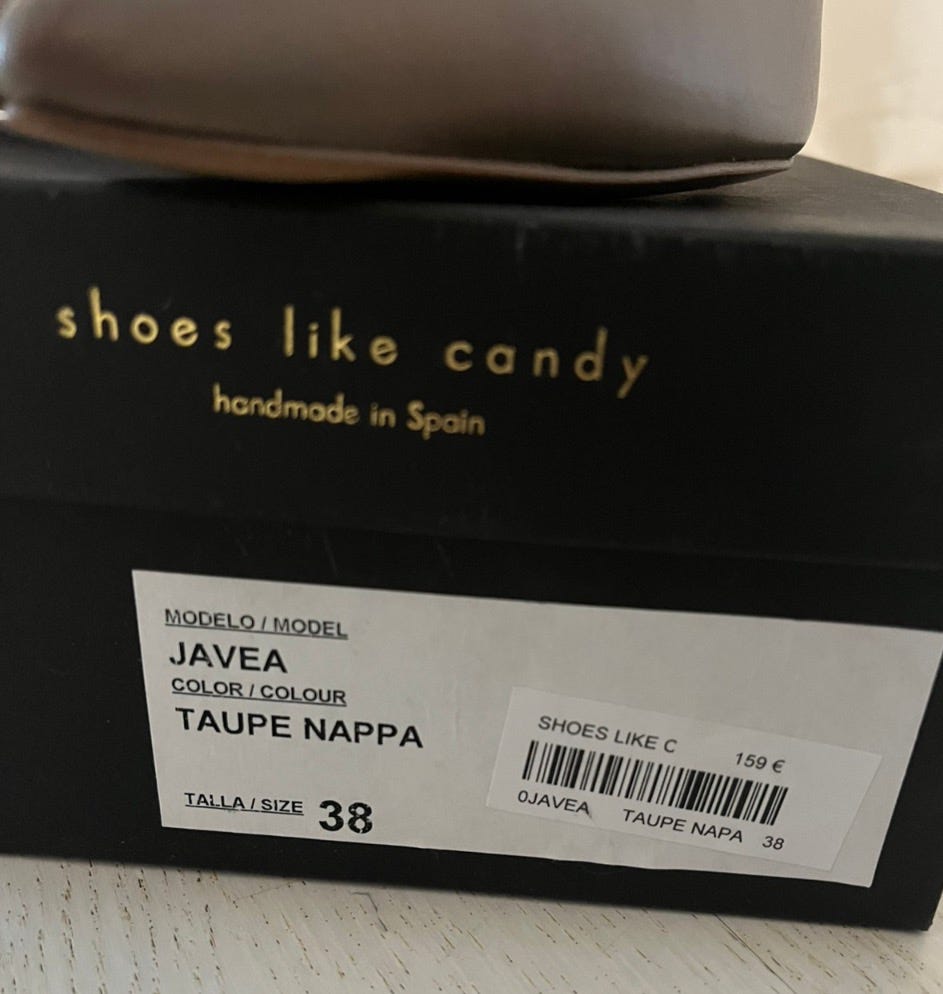 shoes like candy
handmade in Spain
MODELO / MODEL
JAVEA
COLOR / COLOUR
TAUPE NAPPA
TALLA / SIZE 38
SHOES LIKE C 159 €
0JAVEA TAUPE NAPA 38